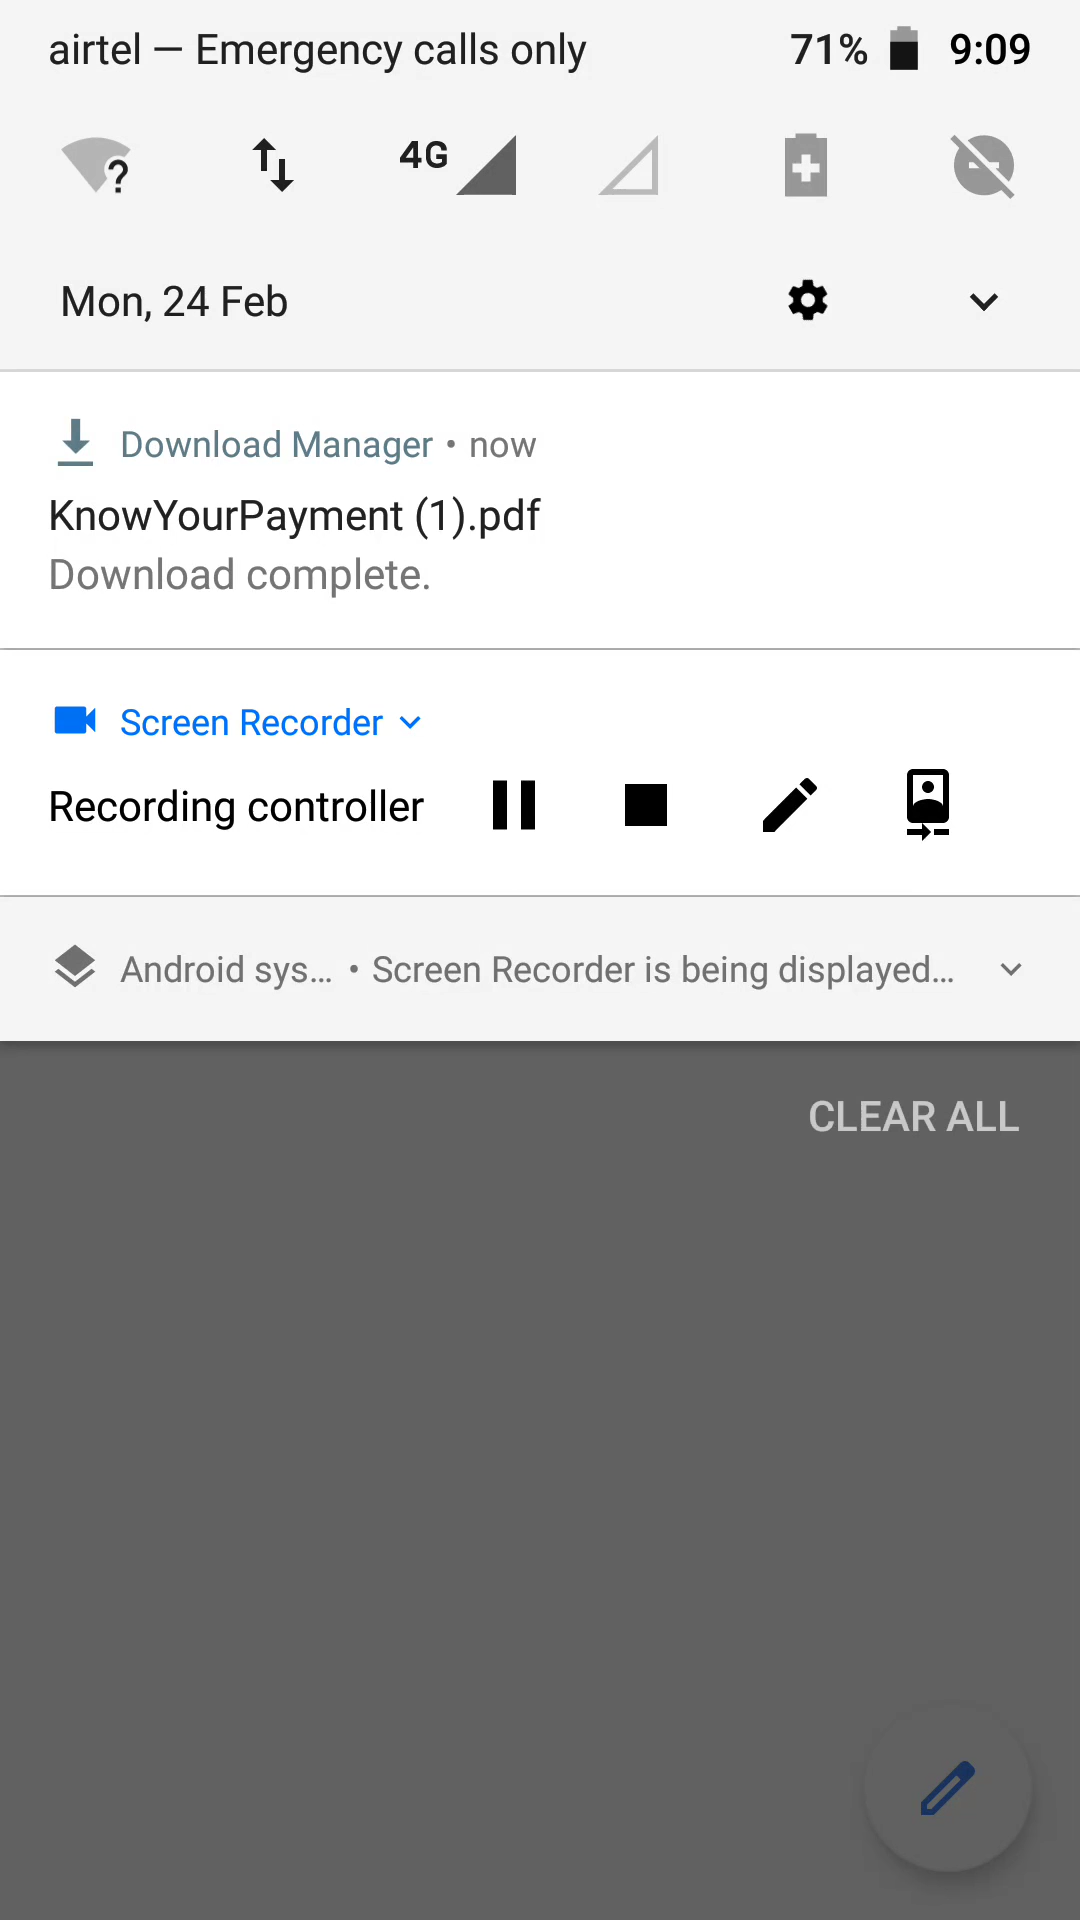 airtel — Emergency calls only 71% 9:09
?
4G
Mon, 24 Feb
Download Manager • now
KnowYourPayment (1).pdf
Download complete.
Screen Recorder
Recording controller
Android sys... • Screen Recorder is being displayed...
CLEAR ALL